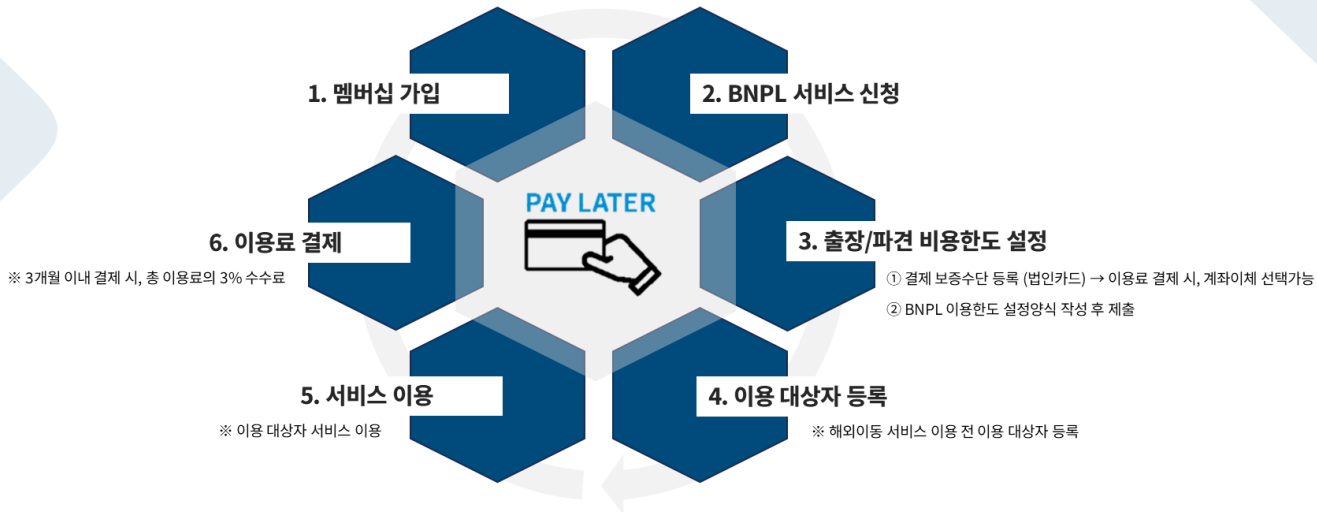 1. 멤버십 가입
2. BNPL 서비스 신청
PAY LATER
3. 출장/파견 비용한도 설정
① 결제 보증수단 등록 (법인카드) → 이용료 결제 시, 계좌이체 선택가능
② BNPL 이용한도 설정양식 작성 후 제출
4. 이용 대상자 등록
※ 해외이동 서비스 이용 전 이용 대상자 등록
5. 서비스 이용
※ 이용 대상자 서비스 이용
6. 이용료 결제
※ 3개월 이내 결제 시, 총 이용료의 3% 수수료